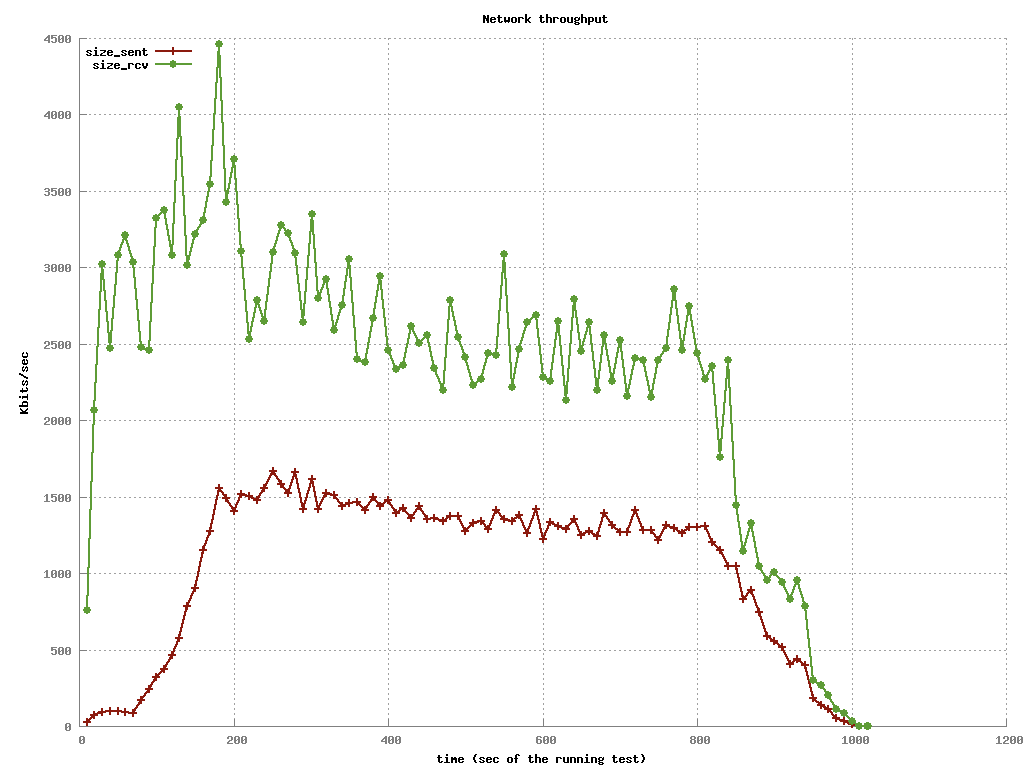 Network throughput
size_sent
size_rcv
4500
4000
3500
3000
2500
2000
1500
1000
500
0
Kbits/sec
0 200 400 600 800 1000 1200
time (sec of the running test)